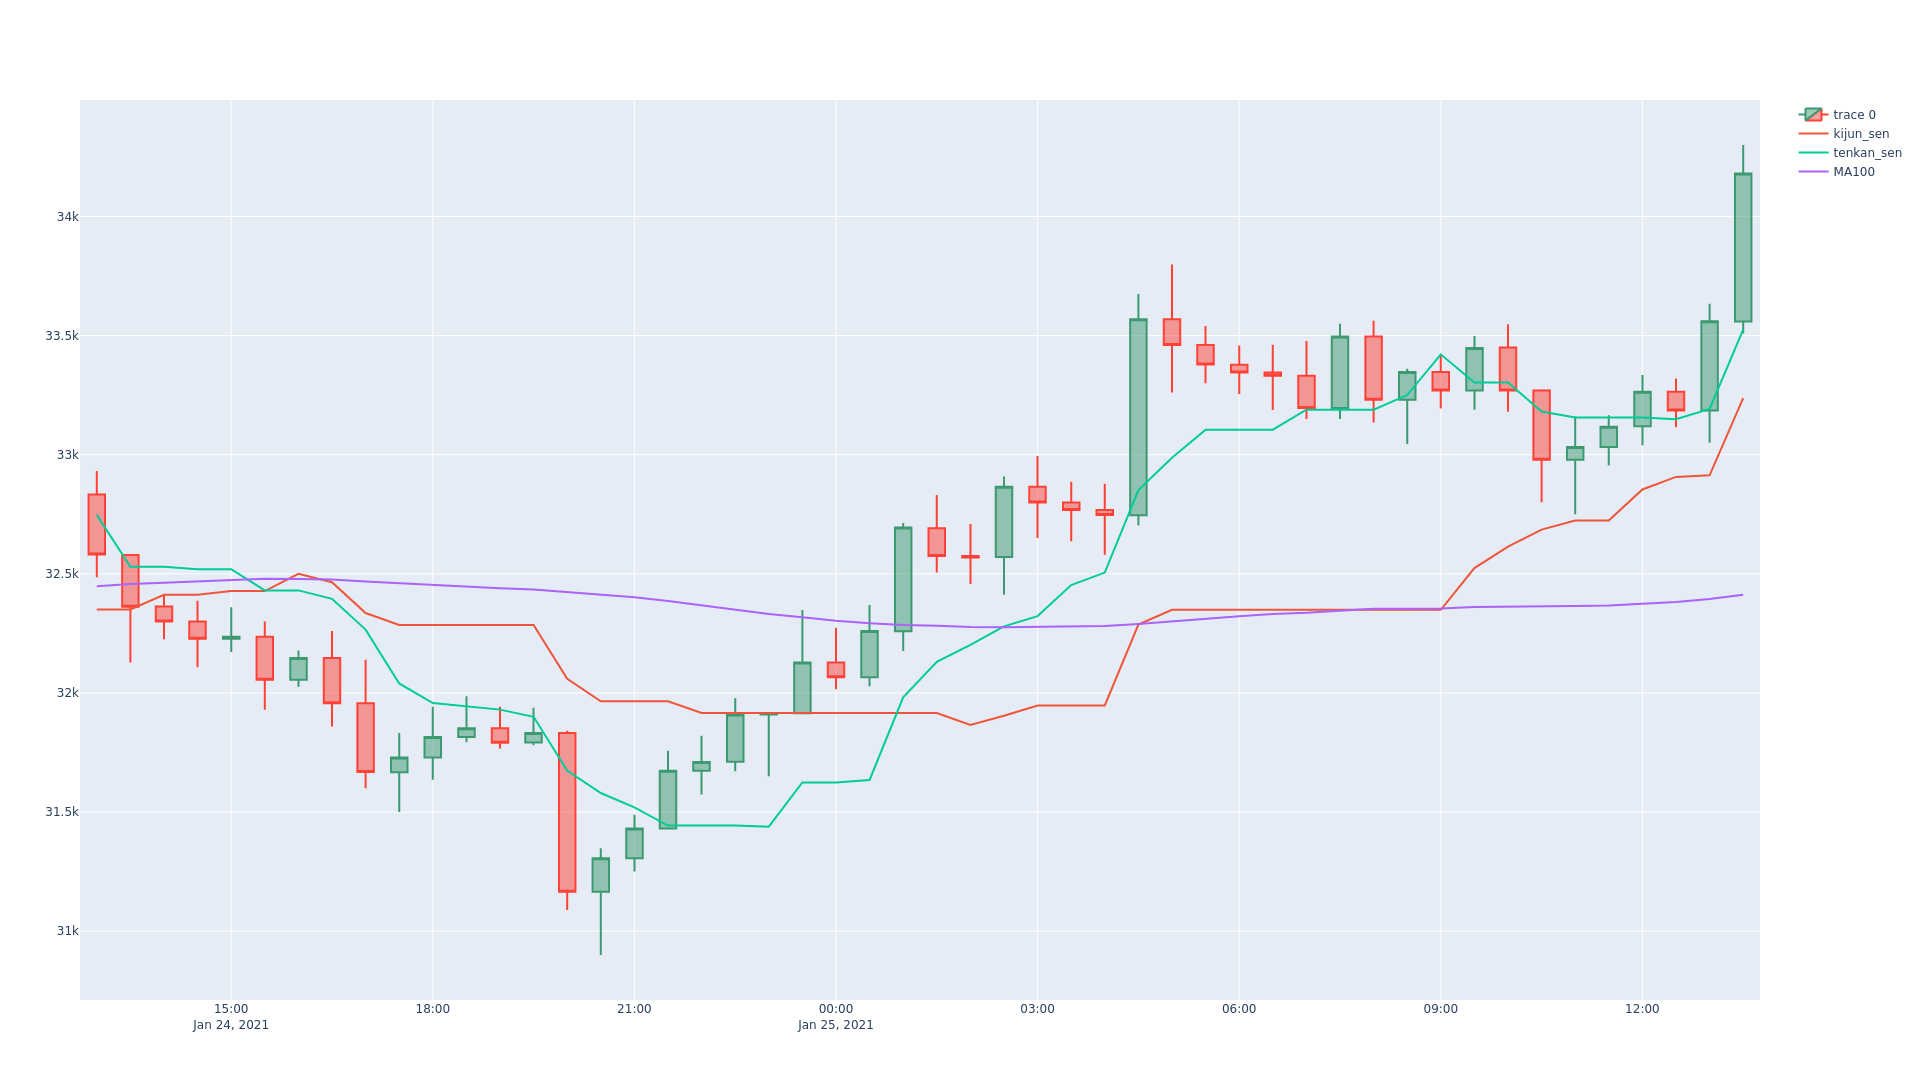 trace 0
kijun_sen
tenkan_sen
MA100
34k
33.5k
33k
32.5k
32k
31.5k
31k
15:00 18:00 21:00 00:00 03:00 06:00 09:00 12:00
Jan 24, 2021 Jan 25, 2021